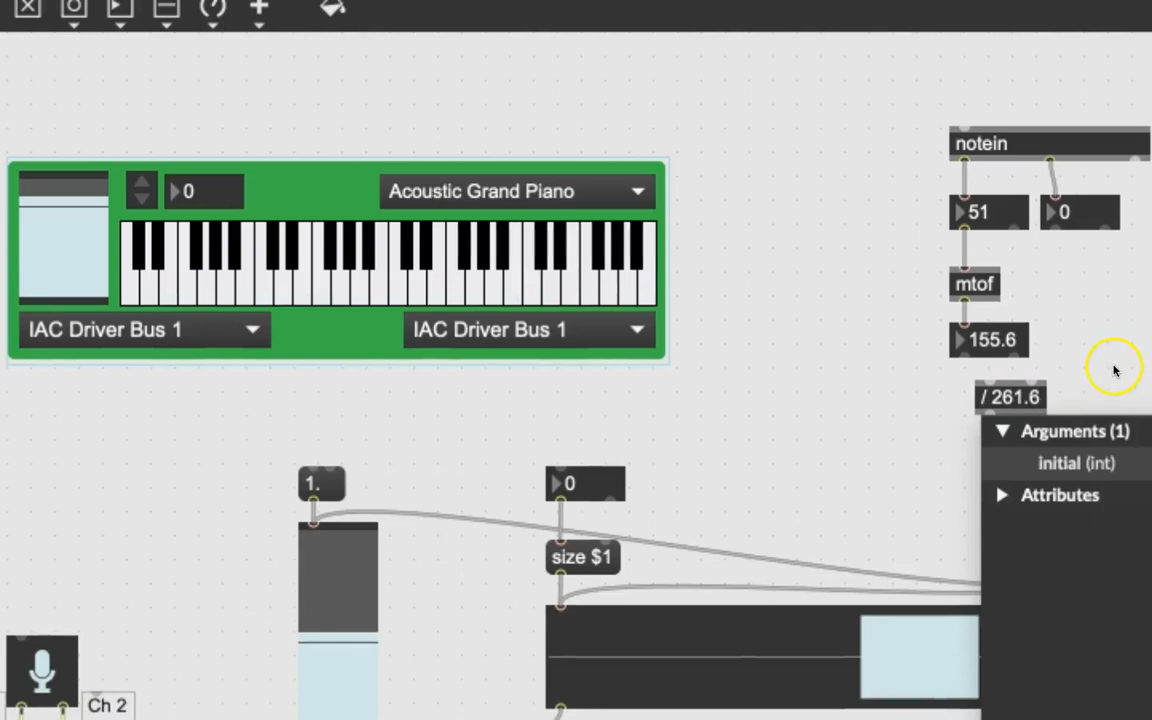 notein
0
Acoustic Grand Piano
51
0
mtof
IAC Driver Bus 1
IAC Driver Bus 1
155.6
/ 261.6
Arguments (1)
initial (int)
Attributes
1.
0
size $1
Ch 2